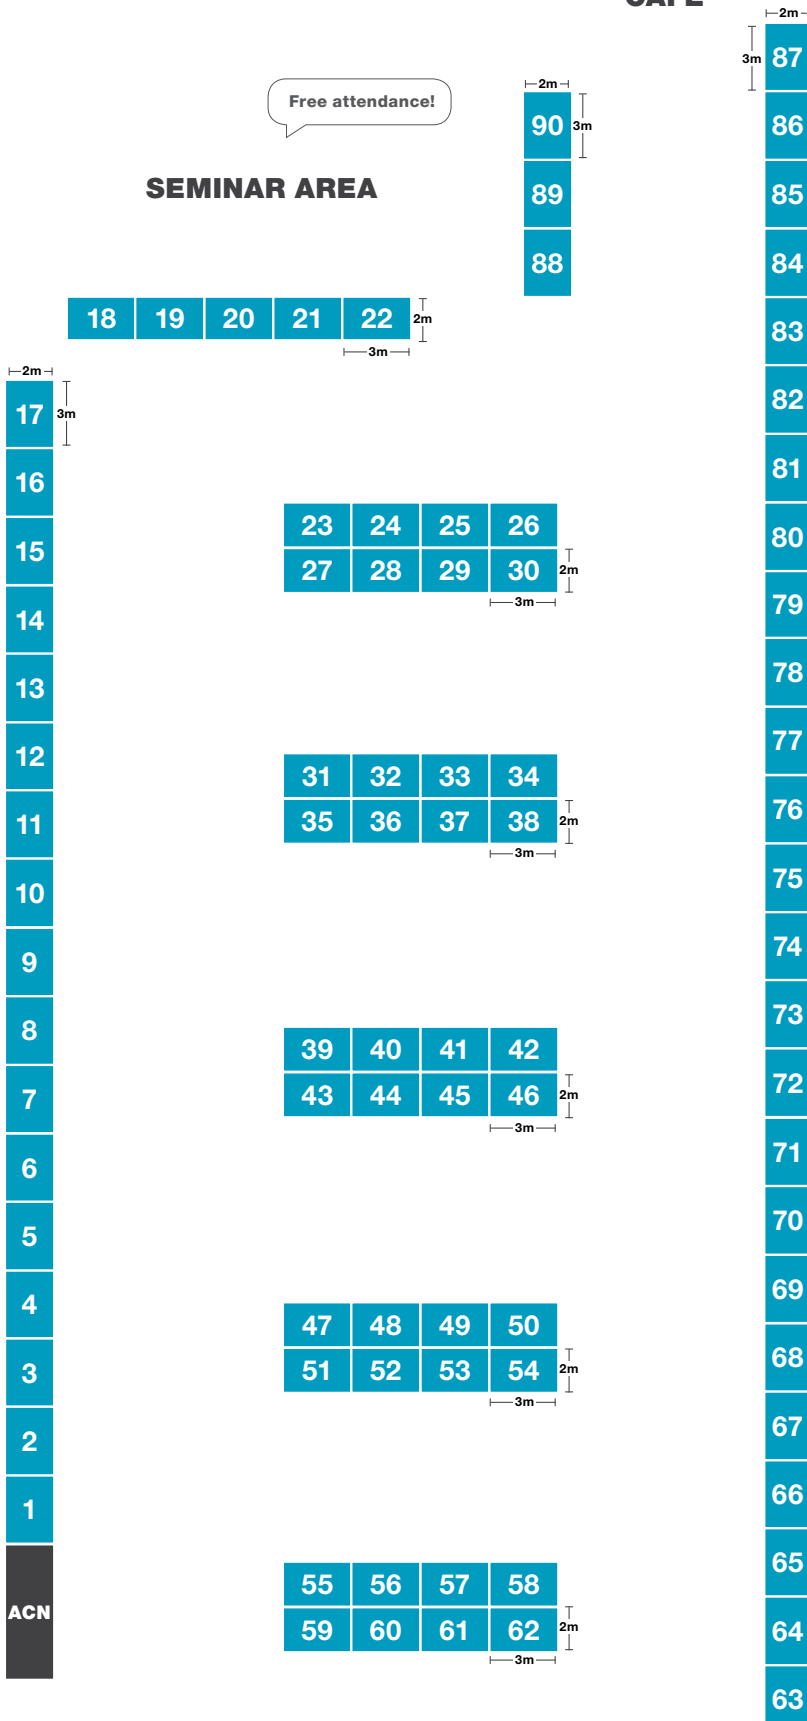 CAFE
2m
3m
87
86
85
84
83
82
81
80
79
78
77
76
75
74
73
72
71
70
69
68
67
66
65
64
63
Free attendance!
SEMINAR AREA
2m
90
3m
89
88
18 19 20 21 22
2m
3m
2m
17
3m
16
15
14
13
12
11
10
9
8
7
6
5
4
3
2
1
ACN
23 24 25 26
27 28 29 30
2m
3m
31 32 33 34
35 36 37 38
2m
3m
39 40 41 42
43 44 45 46
2m
3m
47 48 49 50
51 52 53 54
2m
3m
55 56 57 58
59 60 61 62
2m
3m